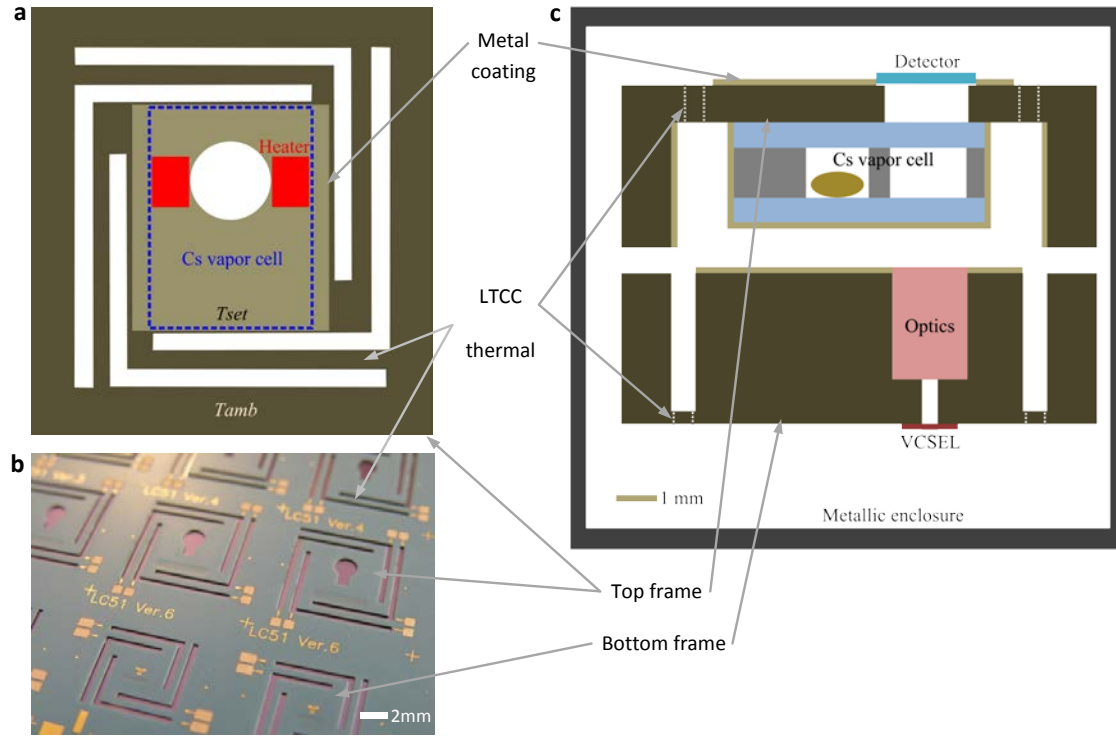 a
Heater
Cs vapor cell
Tset
Tamb
Metal
coating
LTCC
thermal
c
Detector
Cs vapor cell
Optics
VCSEL
1 mm
Metallic enclosure
b
LC51 Ver.4
LC51 Ver.4
LC51 Ver.6
LC51 Ver.6
2mm
Top frame
Bottom frame